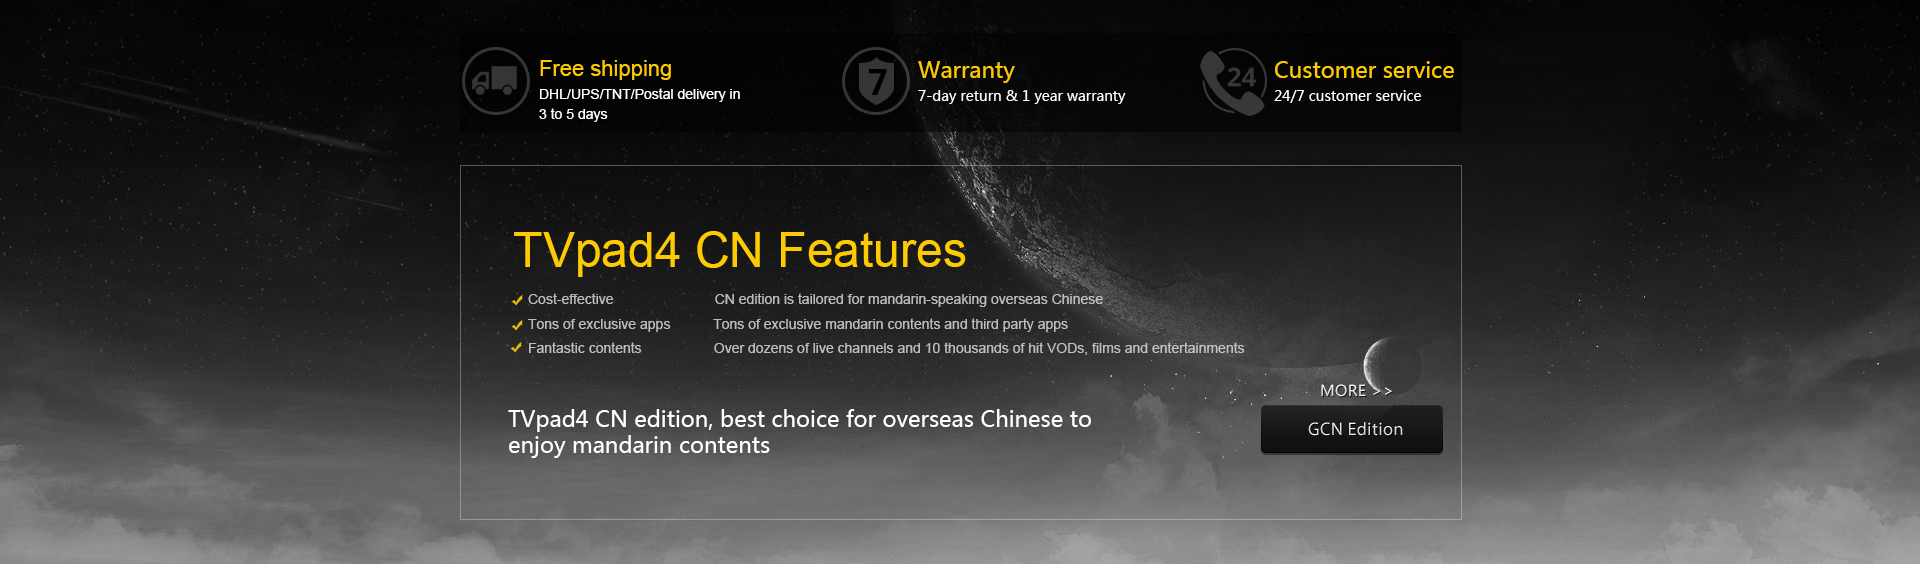 Free shipping
DHL/UPS/TNT/Postal delivery in
3 to 5 days
7
Warranty
7-day return & 1 year warranty
24
Customer service
24/7 customer service
TVpad4 CN Features
Cost-effective CN edition is tailored for mandarin-speaking overseas Chinese
Tons of exclusive apps Tons of exclusive mandarin contents and third party apps
Fantastic contents Over dozens of live channels and 10 thousands of hit VODs, films and entertainments
TVpad4 CN edition, best choice for overseas Chinese to
enjoy mandarin contents
MORE >>
GCN Edition